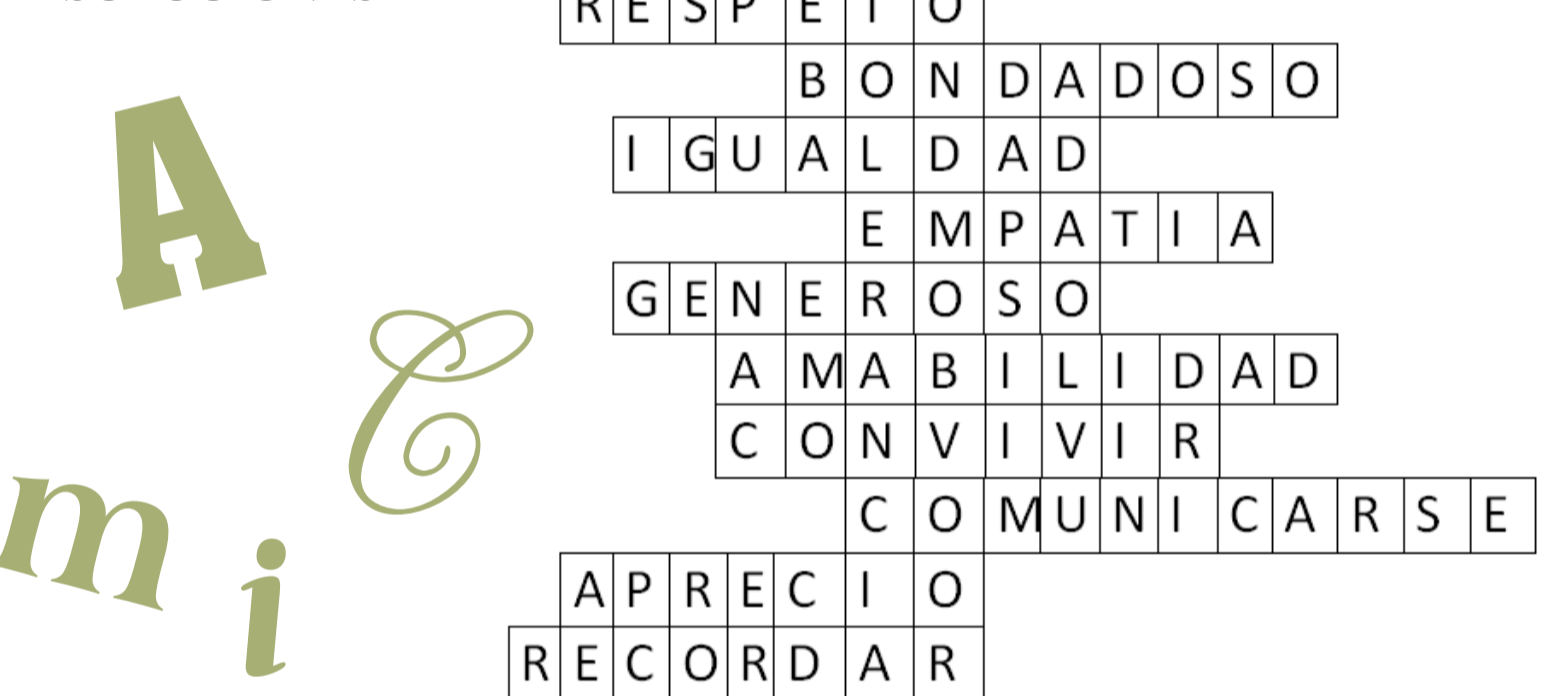 RESPETO
BONDADOSO
IGUALDAD
EMPATIA
GENEROSO
AMABILIDAD
CONVIVIR
COMUNICARSE
APRECIO
RECORDAR
A
C
m
i